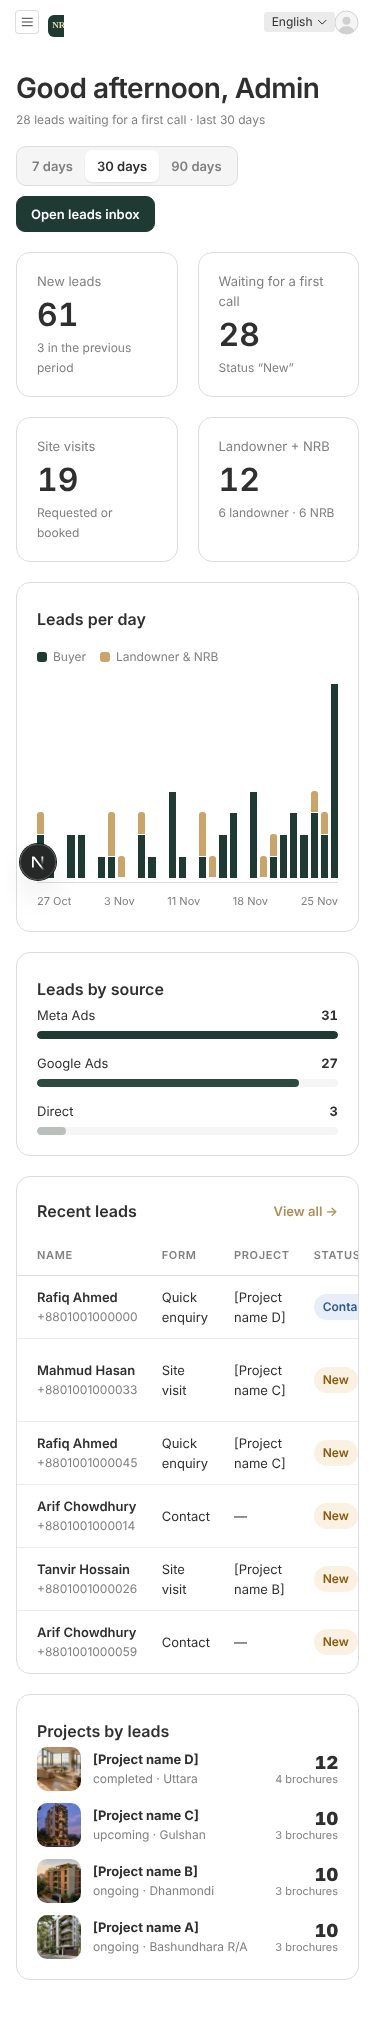 NR
English
Good afternoon, Admin
28 leads waiting for a first call · last 30 days
7 days 30 days 90 days
Open leads inbox
New leads
61
3 in the previous
period
Waiting for a first
call
28
Status “New”
Site visits
19
Requested or
booked
Landowner + NRB
12
6 landowner · 6 NRB
Leads per day
Buyer Landowner & NRB
N
27 Oct 3 Nov 11 Nov 18 Nov 25 Nov
Leads by source
Meta Ads 31
Google Ads 27
Direct 3
Recent leads View all →
NAME FORM PROJECT STATUS
Rafiq Ahmed
+8801001000000
Quick
enquiry
[Project
name D]
Conta
Mahmud Hasan
+8801001000033
Site
visit
[Project
name C]
New
Rafiq Ahmed
+8801001000045
Quick
enquiry
[Project
name C]
New
Arif Chowdhury
+8801001000014
Contact
—
New
Tanvir Hossain
+8801001000026
Site
visit
[Project
name B]
New
Arif Chowdhury
+8801001000059
Contact
—
New
Projects by leads
[Project name D] 12
completed · Uttara 4 brochures
[Project name C] 10
upcoming · Gulshan 3 brochures
[Project name B] 10
ongoing · Dhanmondi 3 brochures
[Project name A] 10
ongoing · Bashundhara R/A 3 brochures